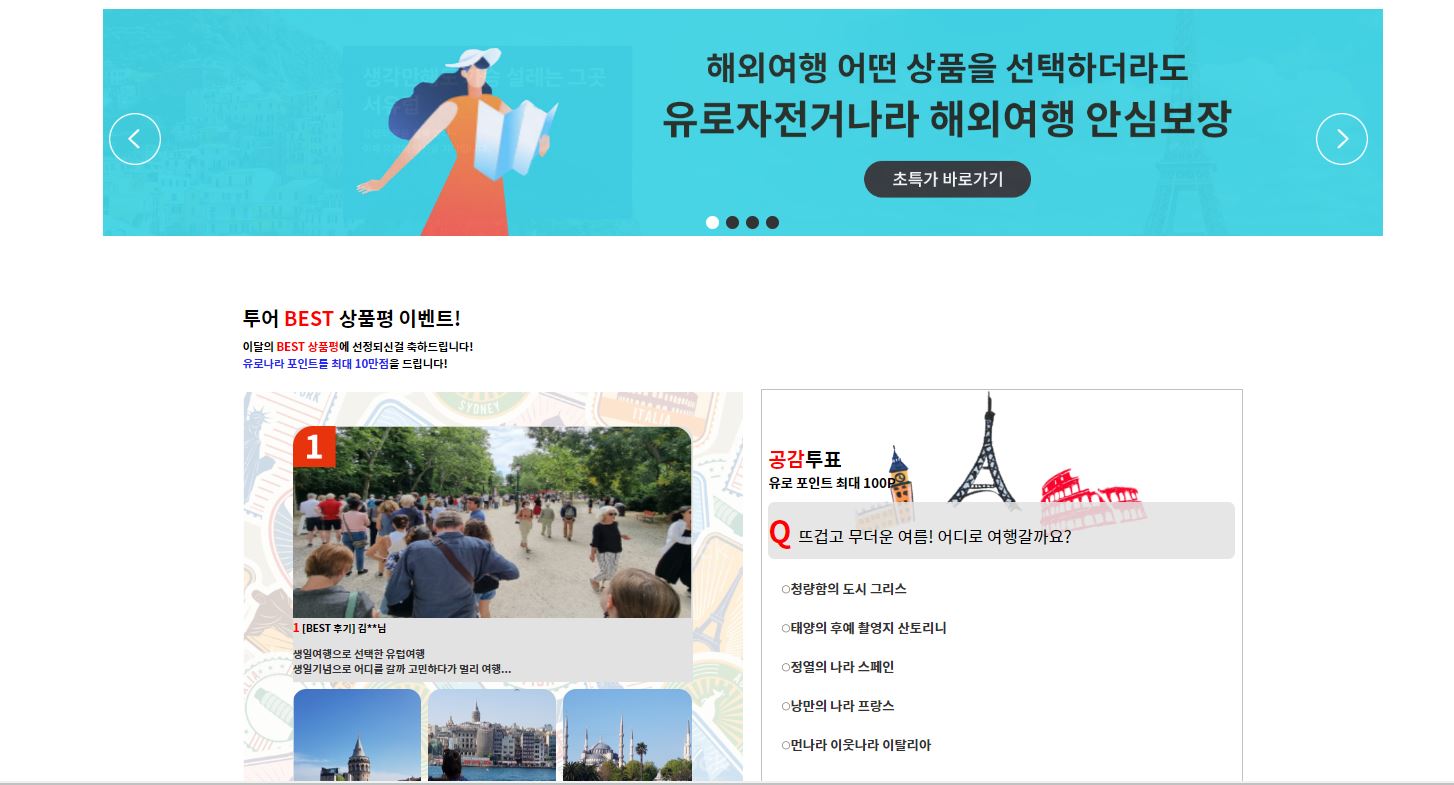 해외여행 어떤 상품을 선택하더라도
유로자전거나라 해외여행 안심보장
초특가 바로가기
투어 BEST 상품평 이벤트!
이달의 BEST 상품평에 선정되신걸 축하드립니다!
유로나라 포인트를 최대 10만점을 드립니다!
SYDNEY
ITALIA
1
1 [BEST 후기] 김**님
생일여행으로 선택한 유럽여행
생일기념으로 어디를 갈까 고민하다가 멀리 여행...
공감투표
유로 포인트 최대 100P
Q 뜨겁고 무더운 여름! 어디로 여행갈까요?
청량함의 도시 그리스
태양의 후예 촬영지 산토리니
정열의 나라 스페인
낭만의 나라 프랑스
먼나라 이웃나라 이탈리아